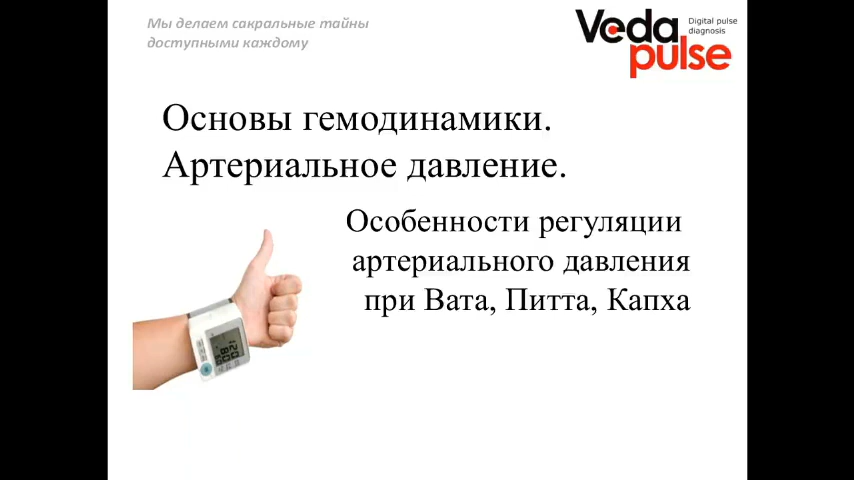 Мы делаем сакральные тайны
доступными каждому
Veda
pulse
Digital pulse
diagnosis
Основы гемодинамики.
Артериальное давление.
Особенности регуляции
артериального давления
при Вата, Питта, Капха